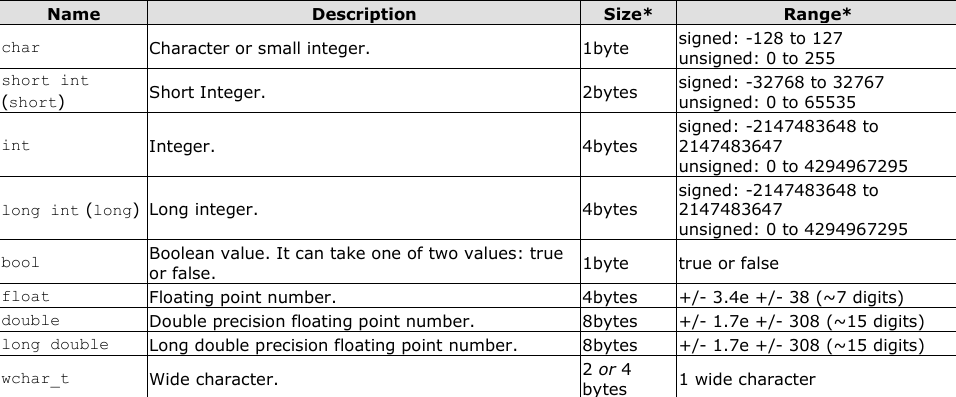 Name Description Size* Range*
char Character or small integer. 1byte signed: -128 to 127
unsigned: 0 to 255
short int
(short) Short Integer. 2bytes signed: -32768 to 32767
unsigned: 0 to 65535
int Integer. 4bytes signed: -2147483648 to
2147483647
unsigned: 0 to 4294967295
long int (long) Long integer. 4bytes signed: -2147483648 to
2147483647
unsigned: 0 to 4294967295
bool Boolean value. It can take one of two values: true
or false. 1byte true or false
float Floating point number. 4bytes +/- 3.4e +/- 38 (~7 digits)
double Double precision floating point number. 8bytes +/- 1.7e +/- 308 (~15 digits)
long double Long double precision floating point number. 8bytes +/- 1.7e +/- 308 (~15 digits)
wchar_t Wide character. 2 or 4
bytes 1 wide character